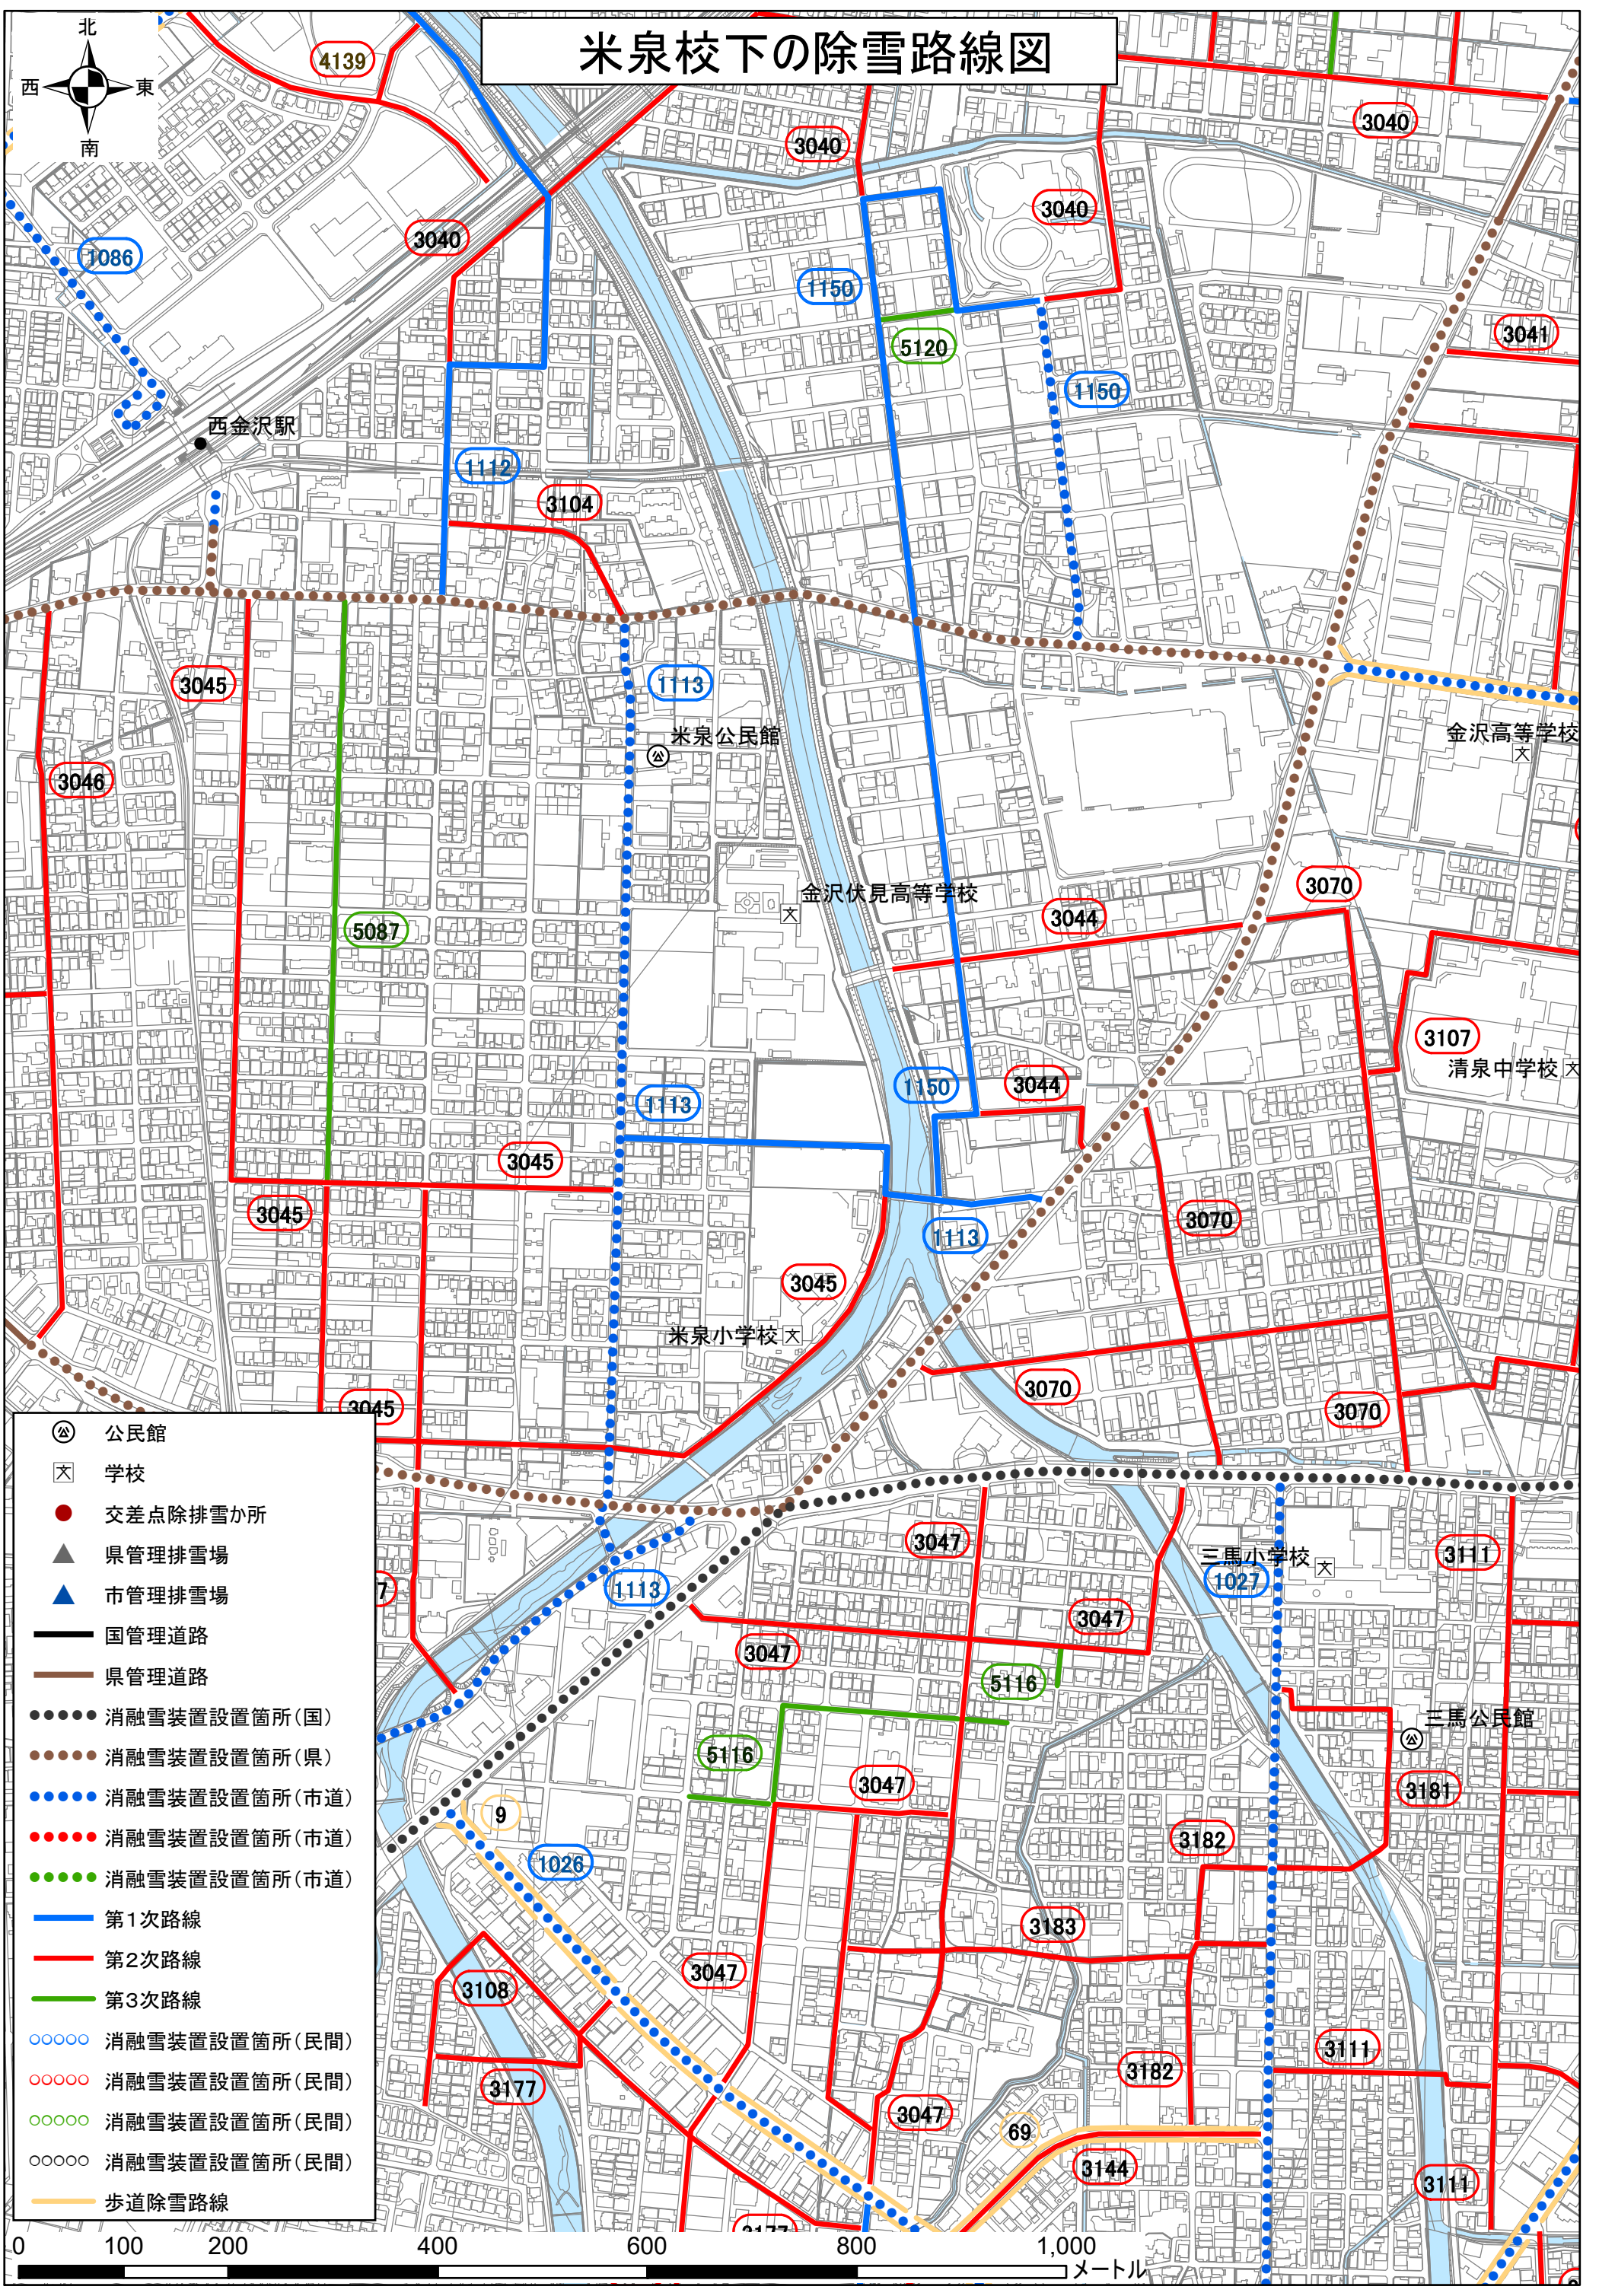 米泉校下の除雪路線図
北
西 東
南
4139
3040
3040
3040
3040
1086
1150
3041
5120
1150
西金沢駅
1112
3104
3045
1113
米泉公民館
金沢高等学校
3046
金沢伏見高等学校
3070
3044
5087
3107
清泉中学校
1150
3044
1113
3045
3045
3070
1113
3045
米泉小学校
3070
3045
3070
3047
3111
三馬小学校
1027
1113
3047
3047
5116
三馬公民館
5116
3047
3181
9
3182
1026
3183
3047
3108
3111
3182
3177
3047
69
3144
3111
3177
公民館
学校
交差点除排雪か所
県管理排雪場
市管理排雪場
国管理道路
県管理道路
消融雪装置設置箇所(国)
消融雪装置設置箇所(県)
消融雪装置設置箇所(市道)
消融雪装置設置箇所(市道)
消融雪装置設置箇所(市道)
第1次路線
第2次路線
第3次路線
消融雪装置設置箇所(民間)
消融雪装置設置箇所(民間)
消融雪装置設置箇所(民間)
消融雪装置設置箇所(民間)
歩道除雪路線
0 100 200 400 600 800 1,000
メートル